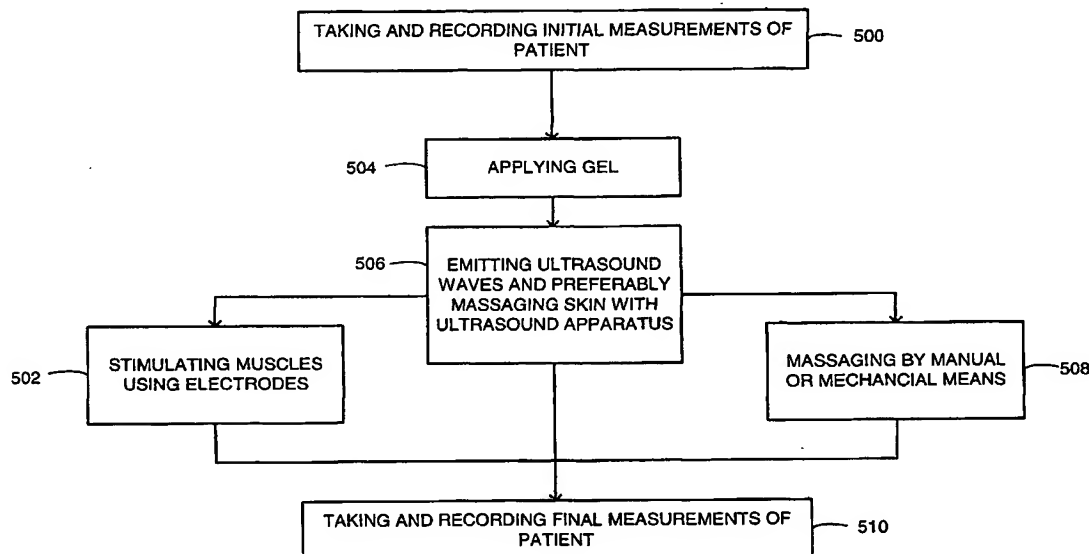 TAKING AND RECORDING INITIAL MEASUREMENTS OF
PATIENT
500
504
APPLYING GEL
506
EMITTING ULTRASOUND
WAVES AND PREFERABLY
MASSAGING SKIN WITH
ULTRASOUND APPARATUS
502
STIMULATING MUSCLES
USING ELECTRODES
MASSAGING BY MANUAL
OR MECHANCIAL MEANS
508
TAKING AND RECORDING FINAL MEASUREMENTS OF
PATIENT
510